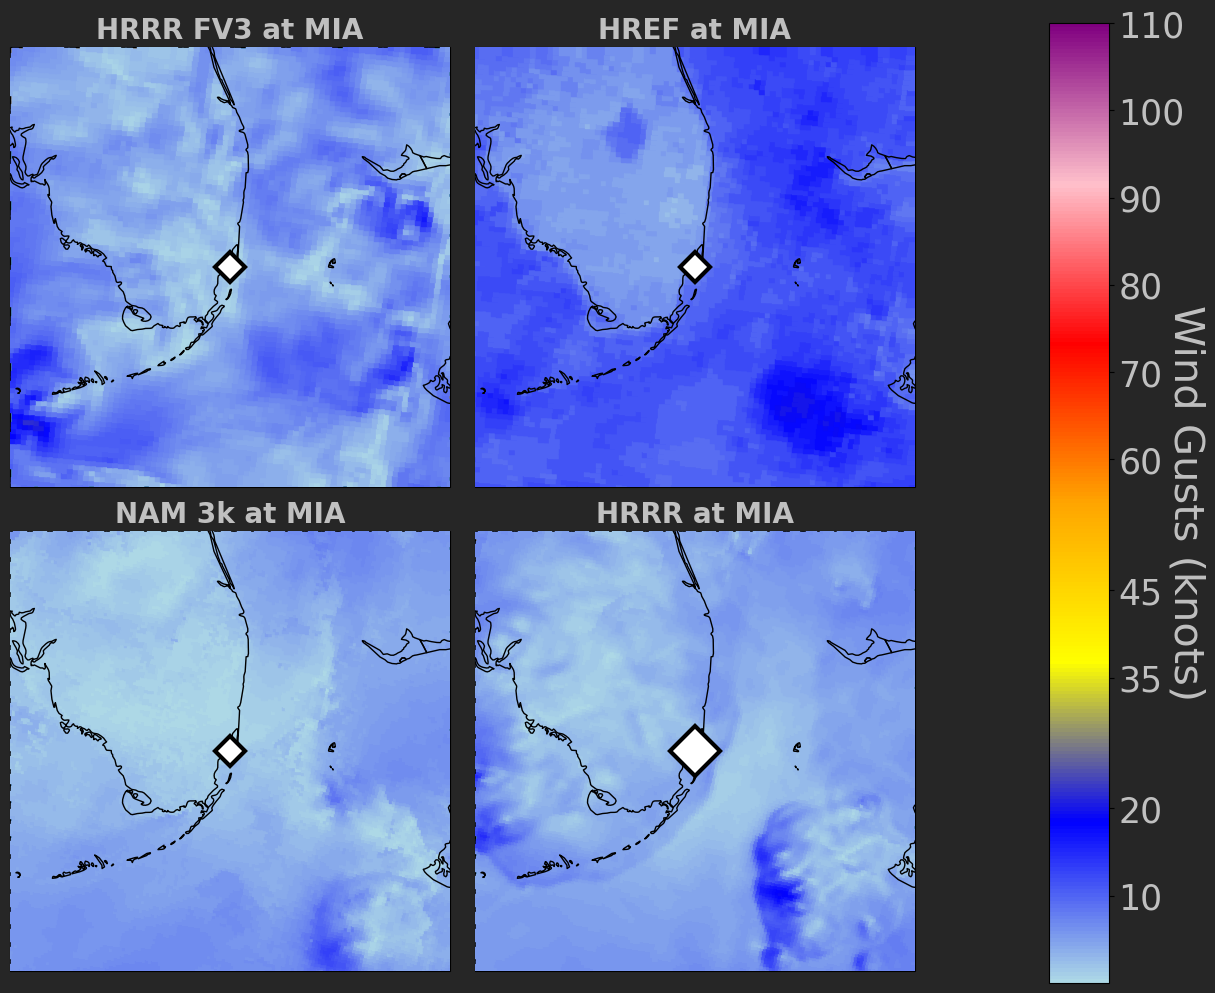 HRRR FV3 at MIA
HREF at MIA
NAM 3k at MIA
HRRR at MIA
110
100
90
80
70
60
45
35
20
10
Wind Gusts (knots)